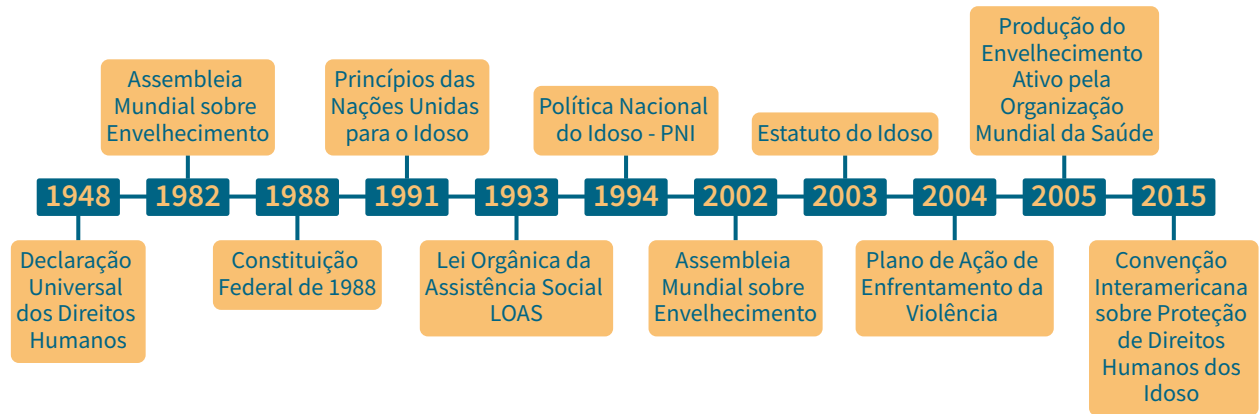 Produção do
Envelhecimento
Ativo pela
Organização
Mundial da Saúde
Assembleia
Mundial sobre
Envelhecimento
Princípios das
Nações Unidas
para o Idoso
Política Nacional
do Idoso - PNI
Estatuto do Idoso
1948 1982 1988 1991 1993 1994 2002 2003 2004 2005 2015
Declaração
Universal
dos Direitos
Humanos
Constituição
Federal de 1988
Lei Orgânica da
Assistência Social
LOAS
Assembleia
Mundial sobre
Envelhecimento
Plano de Ação de
Enfrentamento da
Violência
Convenção
Interamericana
sobre Proteção
de Direitos
Humanos dos
Idoso